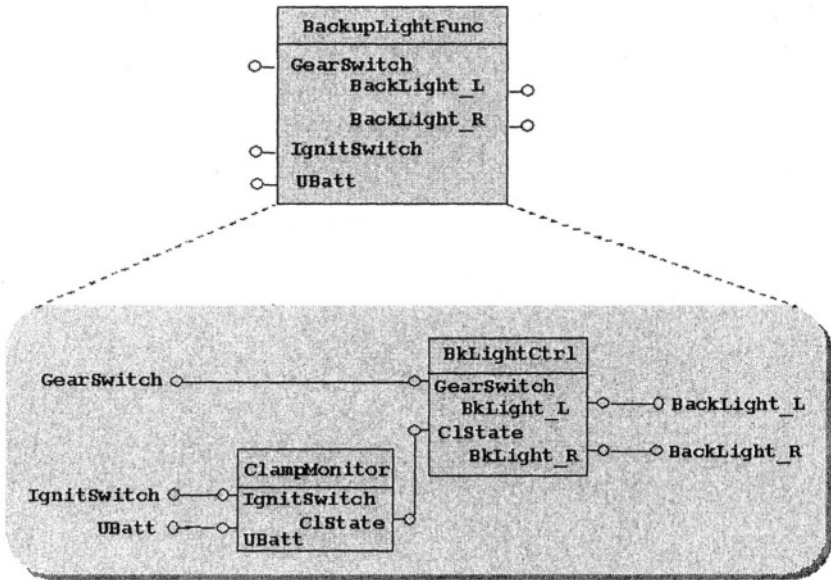 BackupLightFunc
GearSwitch
BackLight_L
BackLight_R
IgnitSwitch
UBatt
BkLightCtrl
GearSwitch
GearSwitch
BkLight_L
BackLight_L
ClState
BkLight_R
BackLight_R
ClampMonitor
IgnitSwitch
IgnitSwitch
ClState
UBatt
UBatt